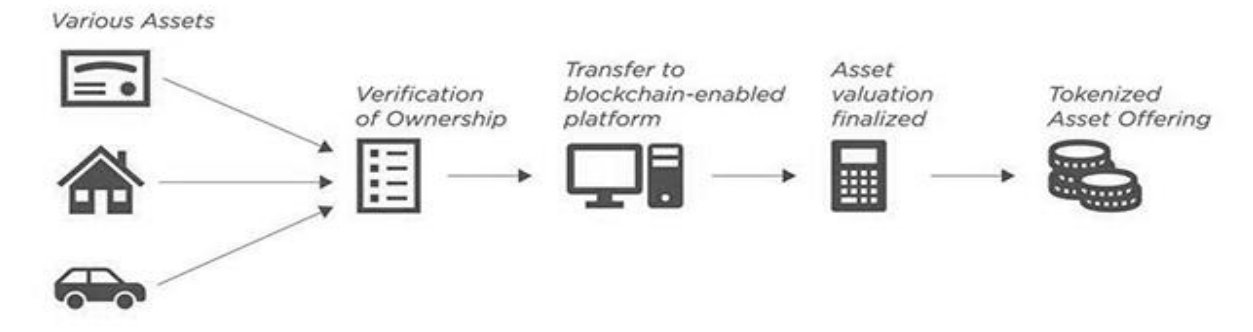 Various Assets
Verification
of Ownership
Transfer to
blockchain-enabled
platform
Asset
valuation
finalized
Tokenized
Asset Offering